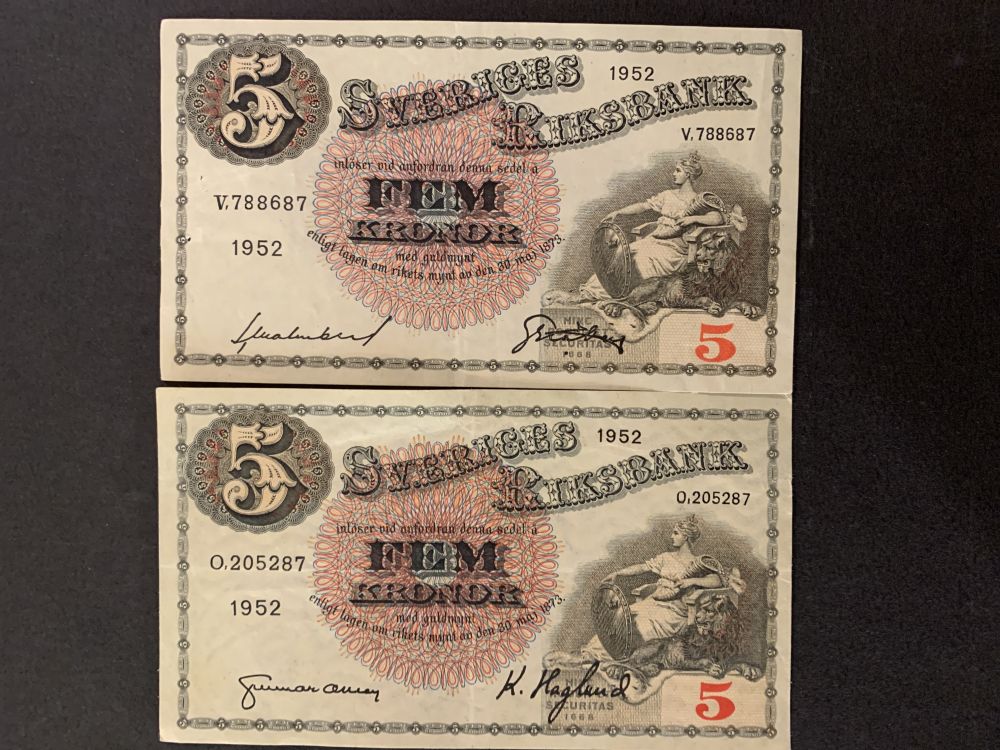 5
SVERIGES 1952
RIKSBANK
V,788687
inlöser vid anfordran denna sedel å
FEM
KRONOR
V,788687
1952
med guldmynt
enligt lagen om rikets mynt av den 30 maj 1873.
HINC
SECURITAS
1668
5
5
SVERIGES 1952
RIKSBANK
O,205287
inlöser vid anfordran denna sedel å
FEM
KRONOR
O,205287
1952
med guldmynt
enligt lagen om rikets mynt av den 30 maj 1873.
K. Haglund
SECURITAS
1668
5